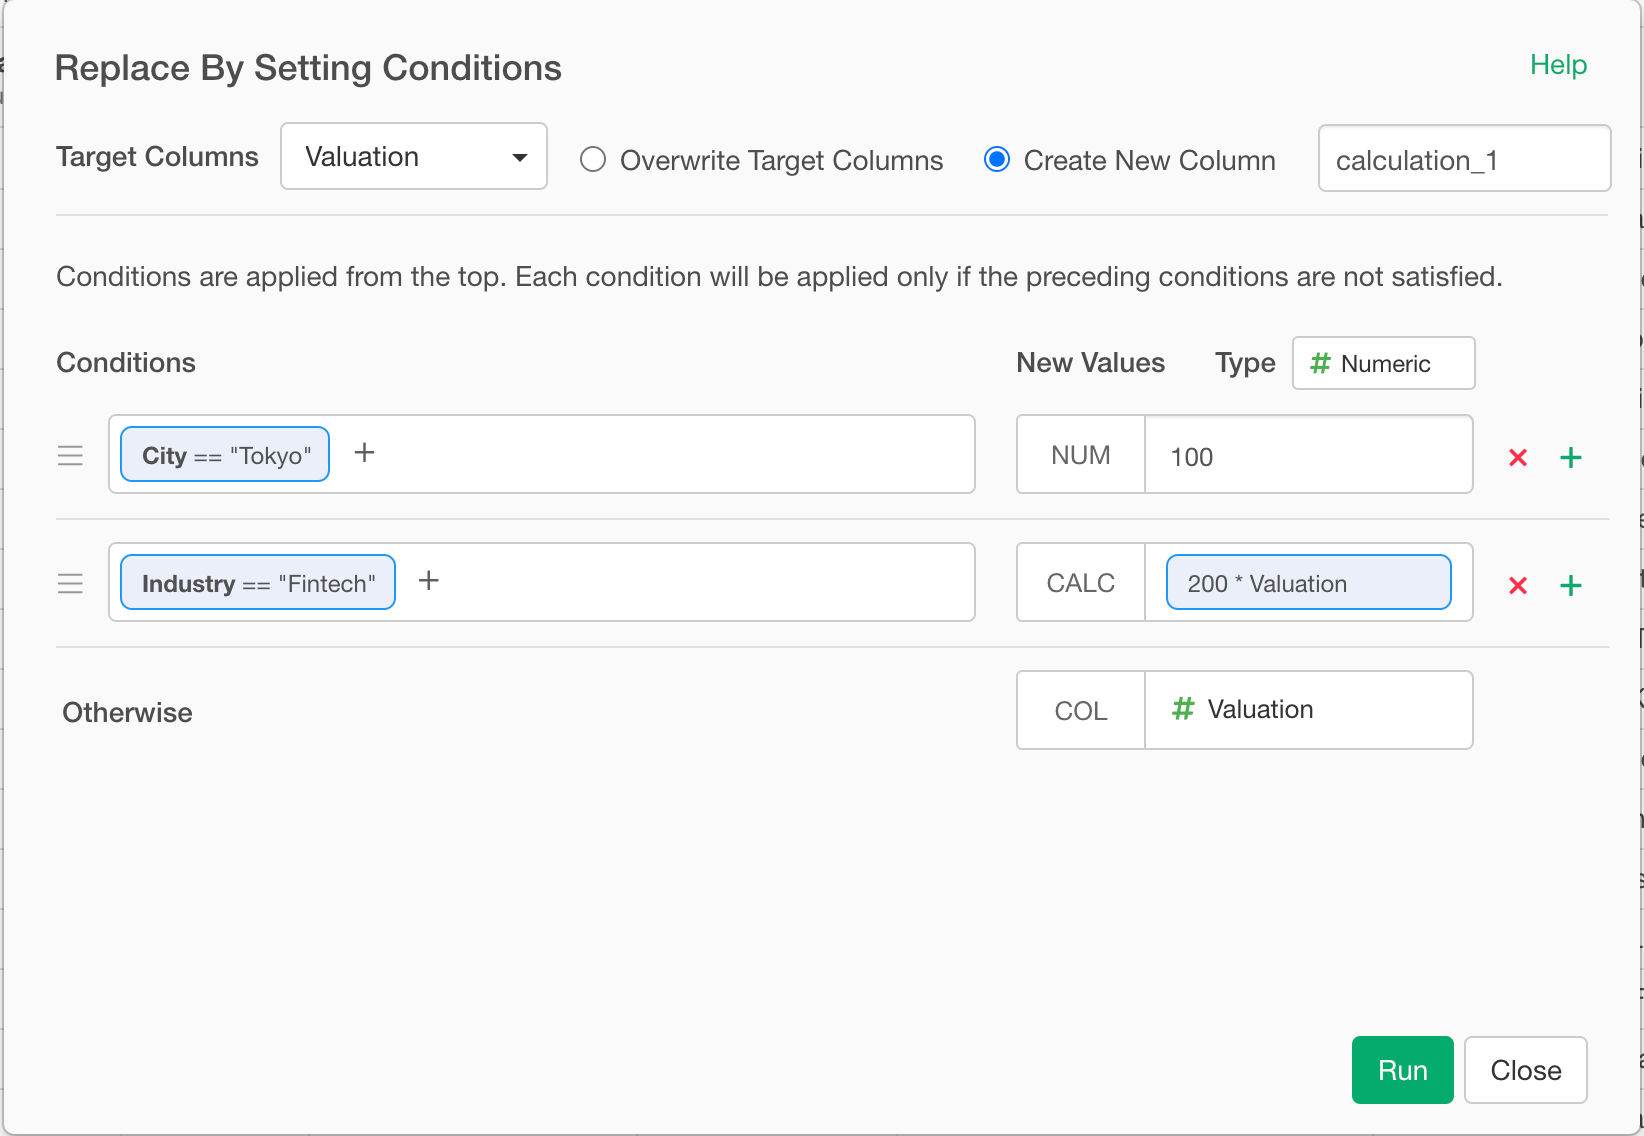 Replace By Setting Conditions
Help
Target Columns
Valuation
Overwrite Target Columns
Create New Column
calculation_1
Conditions are applied from the top. Each condition will be applied only if the preceding conditions are not satisfied.
Conditions
New Values
Type
# Numeric
City == "Tokyo" +
NUM
100
Industry == "Fintech" +
CALC
200 * Valuation
Otherwise
COL
# Valuation
Run
Close